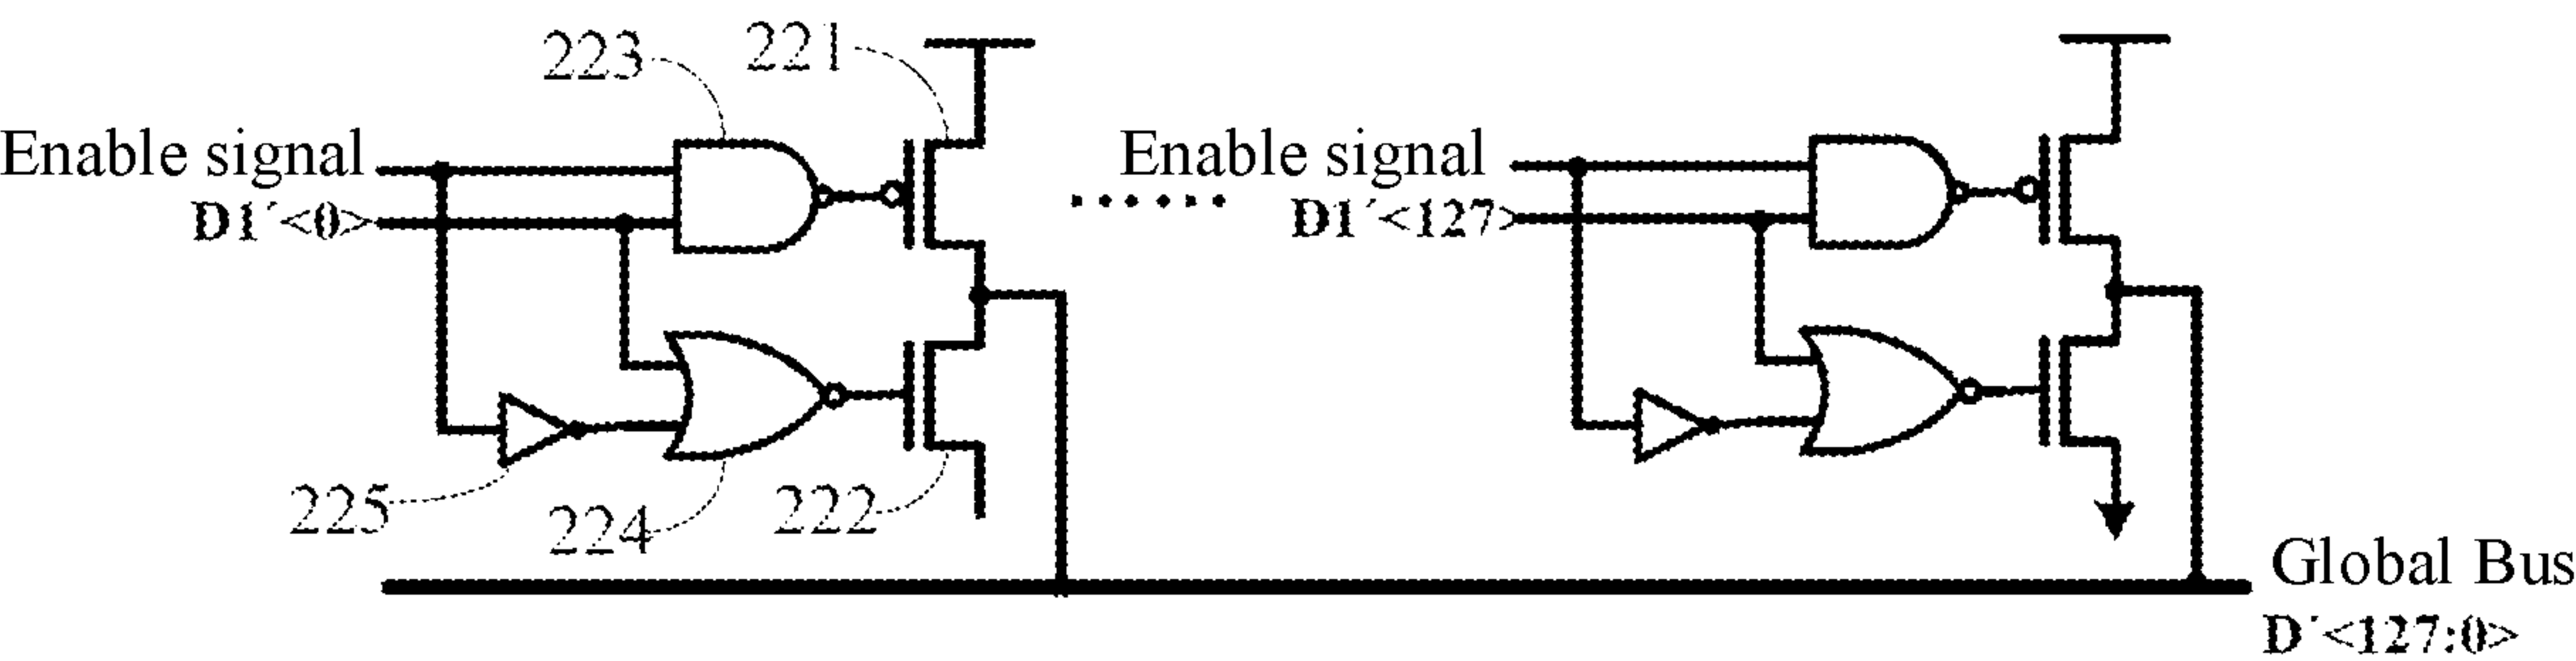 223
221
Enable signal
D1´<0>
Enable signal
D1´<127>
225
224
222
Global Bus
D´<127:0>